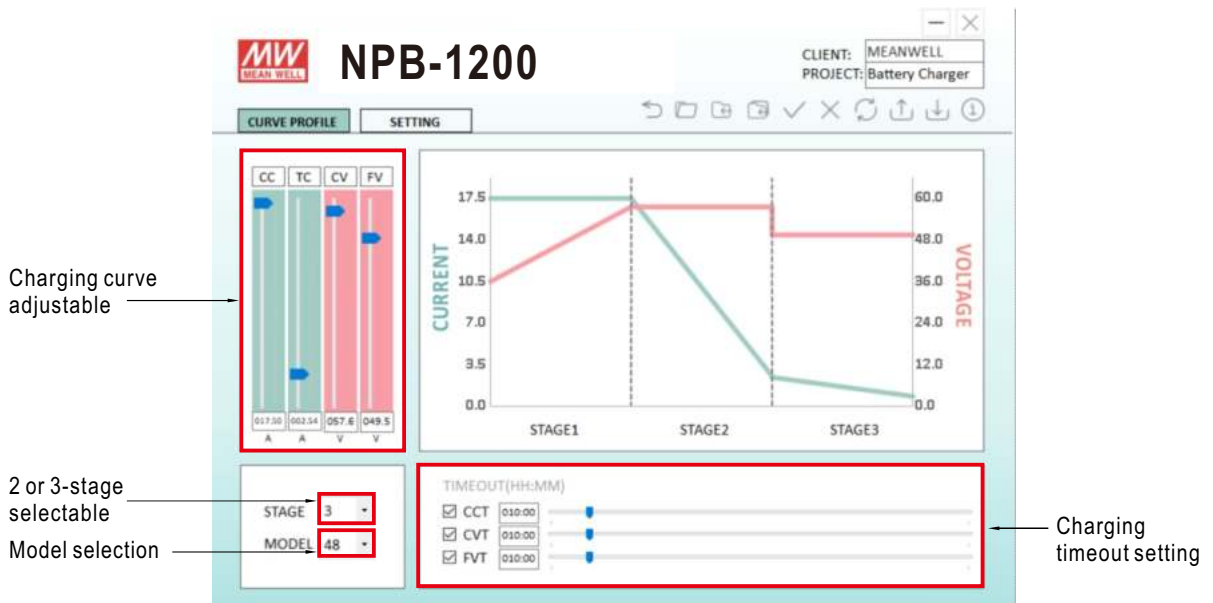 MW
MEAN WELL
NPB-1200
CLIENT: MEANWELL
PROJECT: Battery Charger
CURVE PROFILE SETTING
CC TC CV FV
017.50 002.54 057.6 049.5
A A V V
Charging curve
adjustable
CURRENT
17.5
14.0
10.5
7.0
3.5
0.0
60.0
48.0
36.0
24.0
12.0
0.0
VOLTAGE
STAGE1 STAGE2 STAGE3
2 or 3-stage
selectable
Model selection
STAGE 3
MODEL 48
TIMEOUT(HH:MM)
CCT 010:00
CVT 010:00
FVT 010:00
Charging
timeout setting